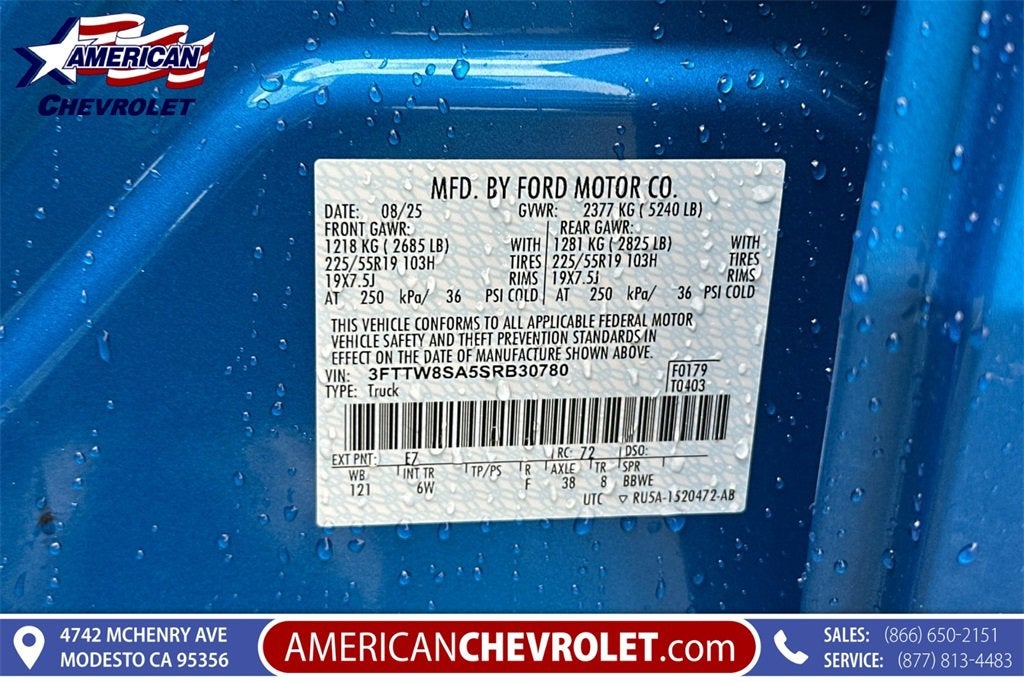 AMERICAN
CHEVROLET
MFD. BY FORD MOTOR CO.
DATE: 08/25 GVWR: 2377 KG ( 5240 LB)
FRONT GAWR: REAR GAWR:
1218 KG ( 2685 LB) WITH 1281 KG ( 2825 LB) WITH
225/55R19 103H TIRES 225/55R19 103H TIRES
19X7.5J RIMS 19X7.5J RIMS
AT 250 kPa/ 36 PSI COLD AT 250 kPa/ 36 PSI COLD
THIS VEHICLE CONFORMS TO ALL APPLICABLE FEDERAL MOTOR
VEHICLE SAFETY AND THEFT PREVENTION STANDARDS IN
EFFECT ON THE DATE OF MANUFACTURE SHOWN ABOVE.
VIN: 3FTTW8SA5SRB30780 F0179
TYPE: Truck T0403
EXT PNT: E7 RC: 72 DSO:
WB INT TR TP/PS R AXLE TR SPR
121 6W F 38 8 BBWE
UTC ▽ RU5A-1520472-AB
4742 MCHENRY AVE
MODESTO CA 95356
AMERICANCHEVROLET.com
SALES: (866) 650-2151
SERVICE: (877) 813-4483